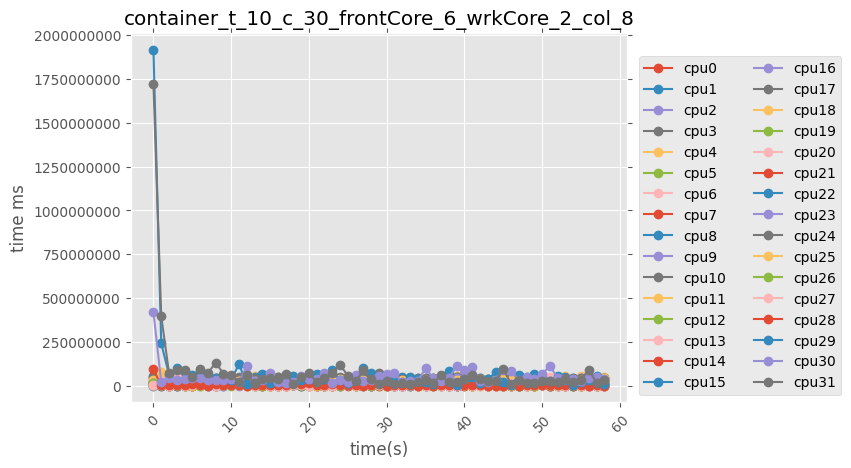 container_t_10_c_30_frontCore_6_wrkCore_2_col_8
time ms
2000000000
1750000000
1500000000
1250000000
1000000000
750000000
500000000
250000000
0
0
10
20
30
40
50
60
time(s)
cpu0
cpu1
cpu2
cpu3
cpu4
cpu5
cpu6
cpu7
cpu8
cpu9
cpu10
cpu11
cpu12
cpu13
cpu14
cpu15
cpu16
cpu17
cpu18
cpu19
cpu20
cpu21
cpu22
cpu23
cpu24
cpu25
cpu26
cpu27
cpu28
cpu29
cpu30
cpu31